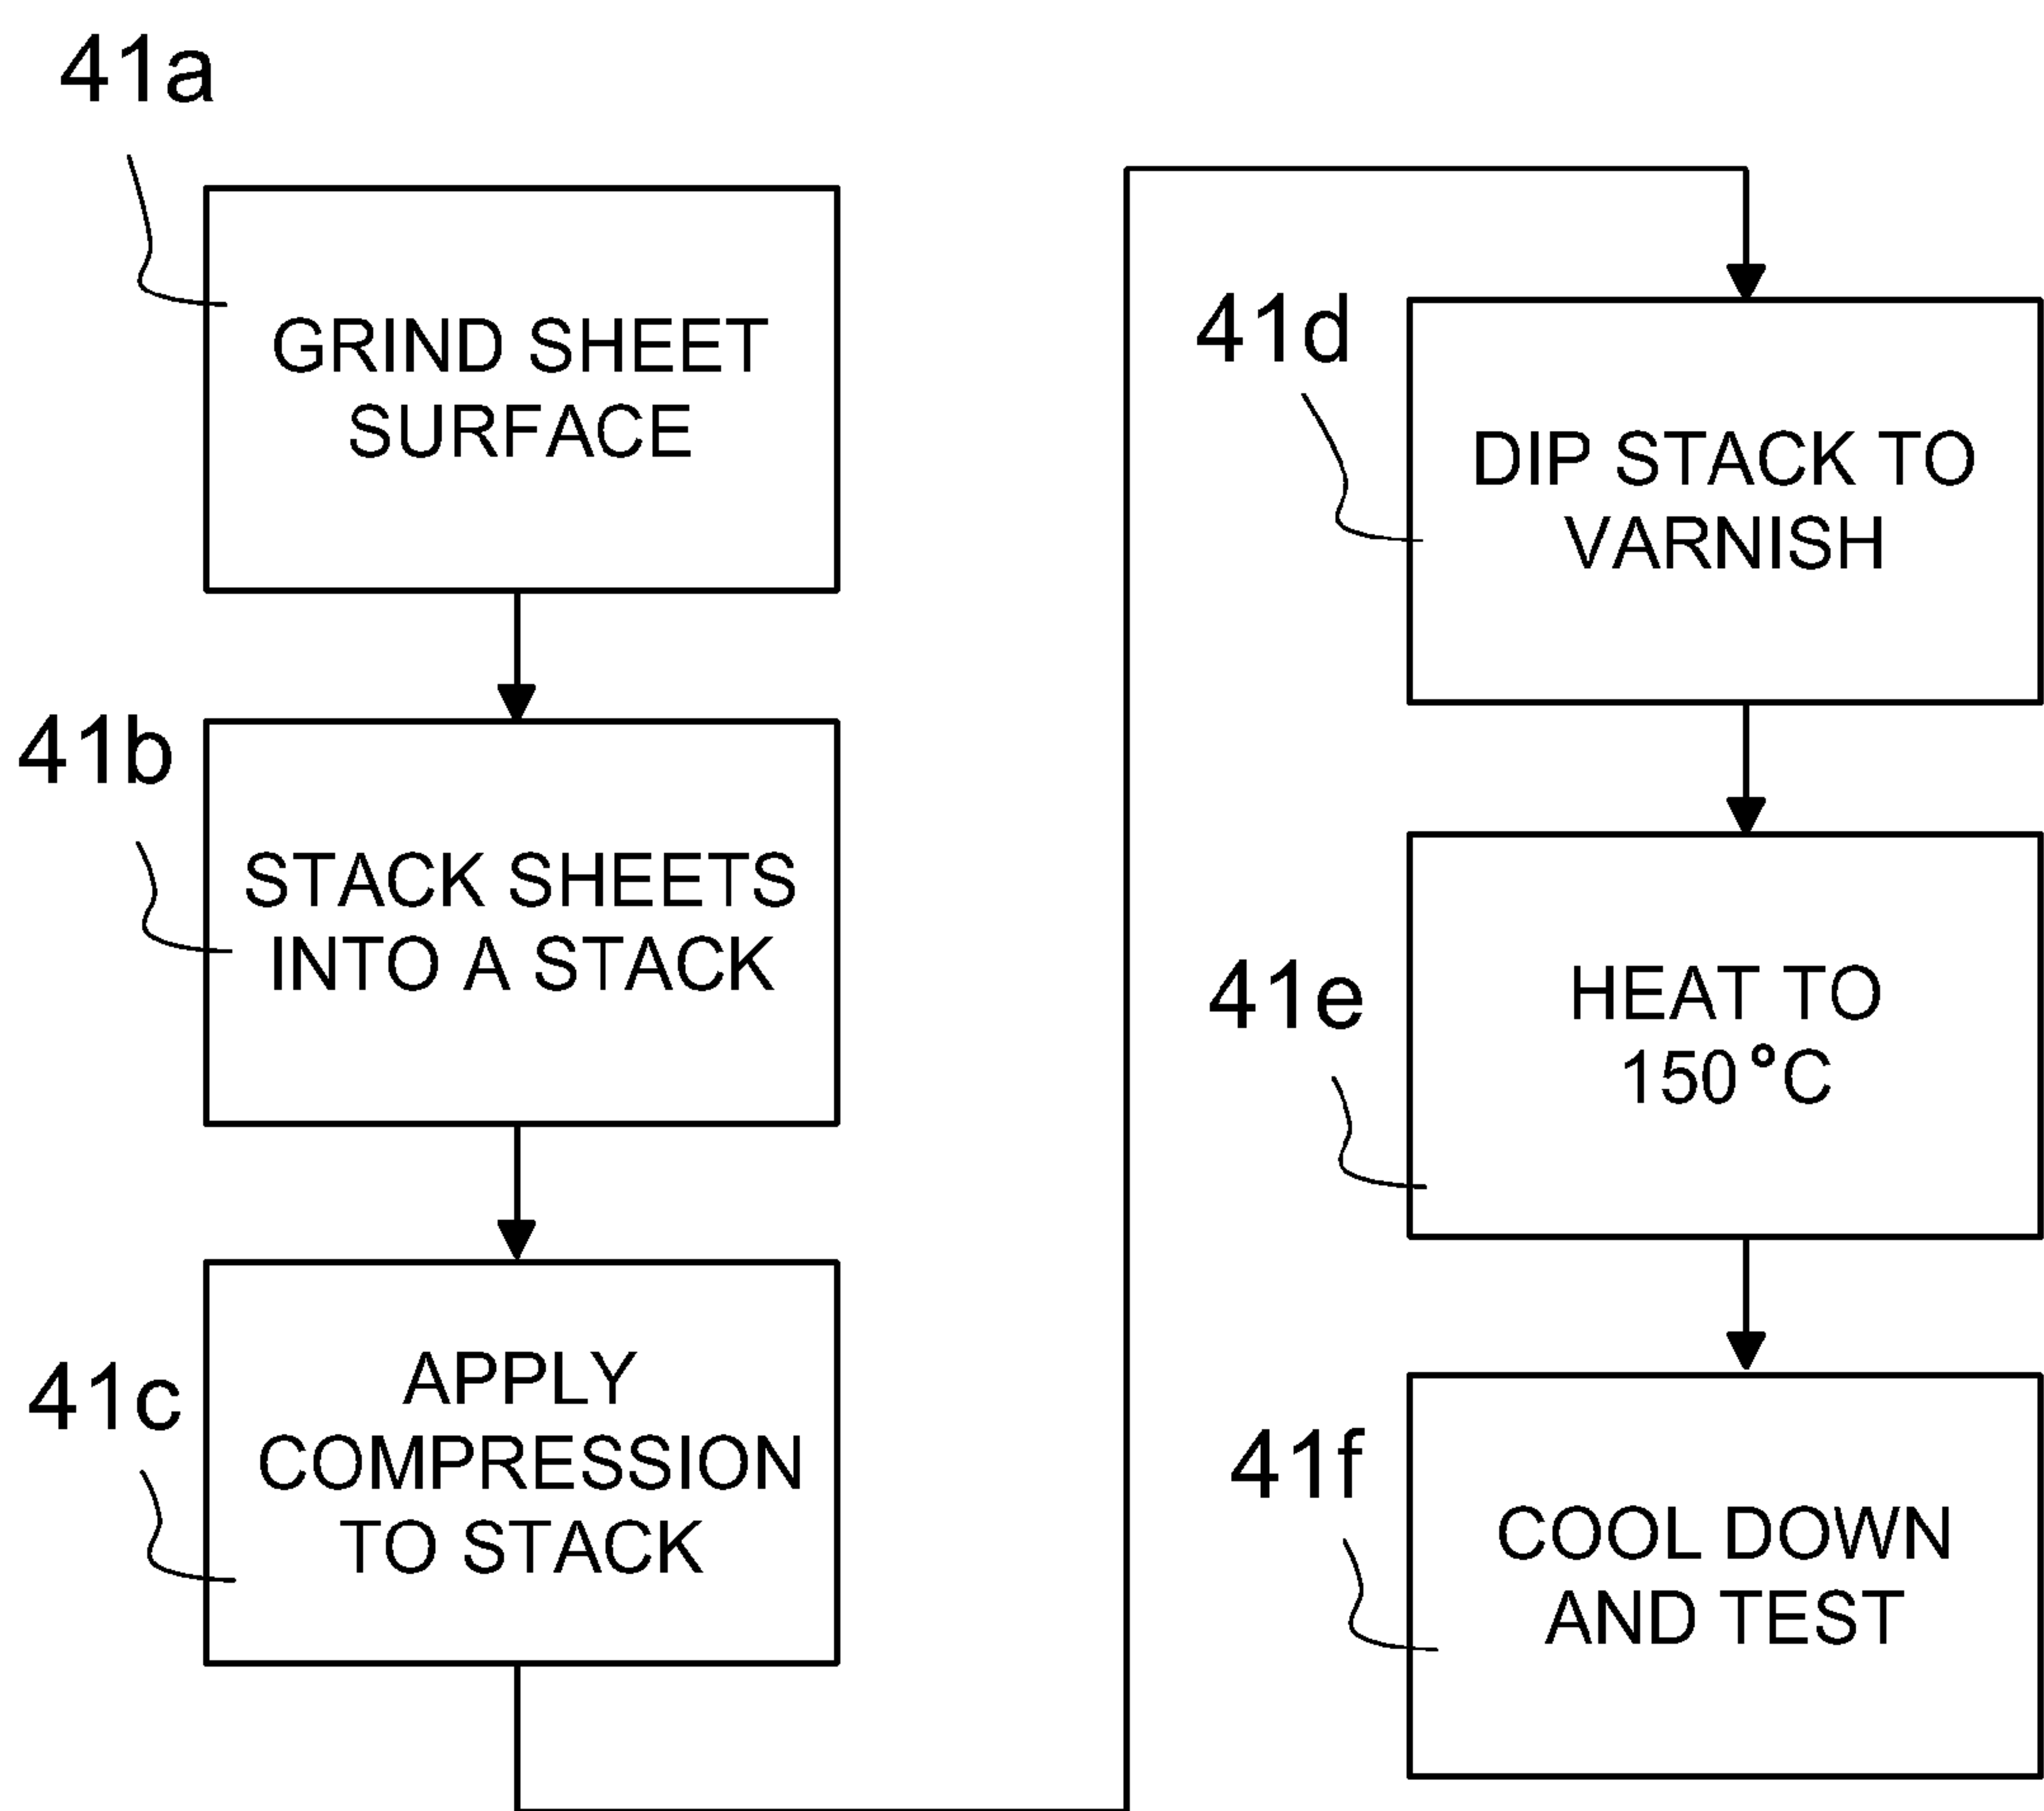 41a
GRIND SHEET
SURFACE
41b
STACK SHEETS
INTO A STACK
41c
APPLY
COMPRESSION
TO STACK
41d
DIP STACK TO
VARNISH
41e
HEAT TO
150°C
41f
COOL DOWN
AND TEST